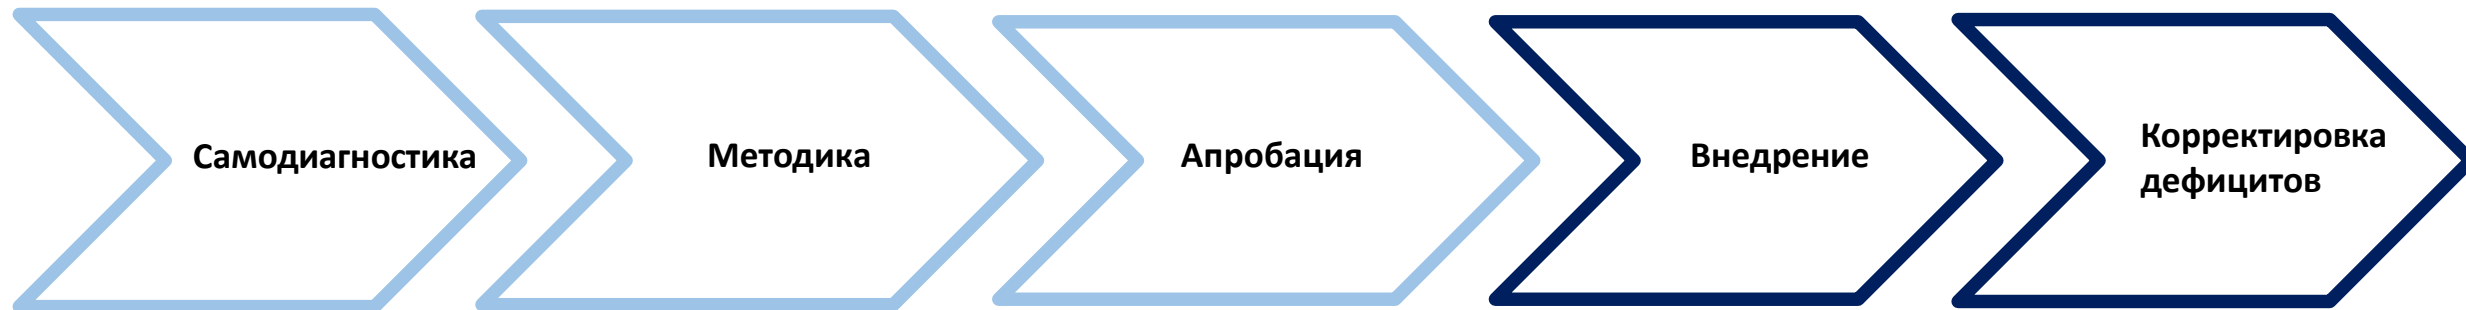 Самодиагностика
Методика
Апробация
Внедрение
Корректировка
дефицитов